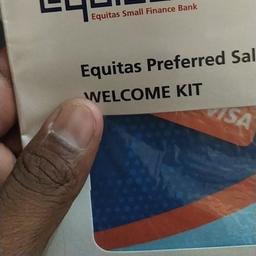 Equitas Small Finance Bank
Equitas Preferred Sal
WELCOME KIT
VISA